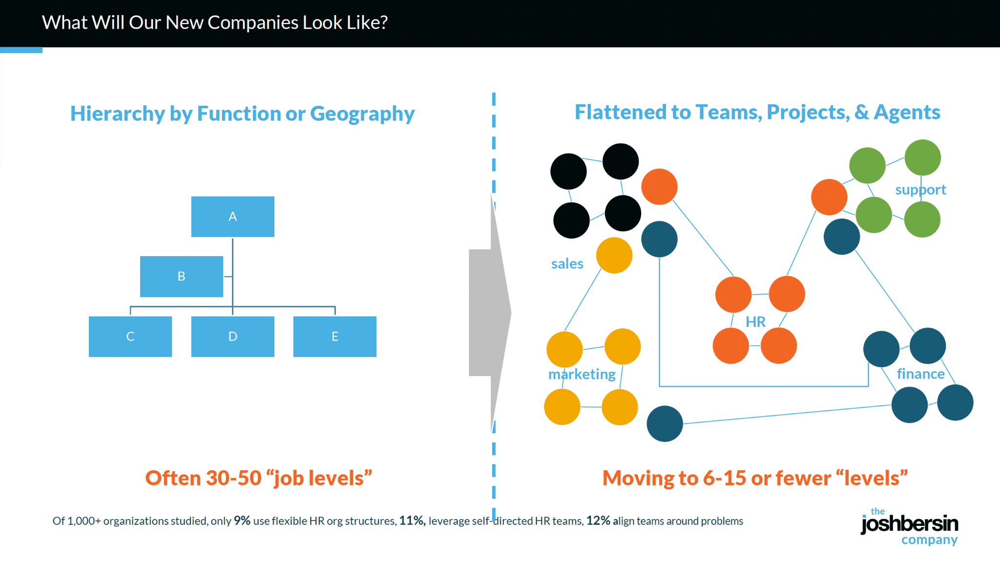 What Will Our New Companies Look Like?
Hierarchy by Function or Geography
A
B
C
D
E
Often 30-50 “job levels”
Flattened to Teams, Projects, & Agents
support
sales
HR
marketing
finance
Moving to 6-15 or fewer “levels”
Of 1,000+ organizations studied, only 9% use flexible HR org structures, 11%, leverage self-directed HR teams, 12% align teams around problems
the
joshbersin
company